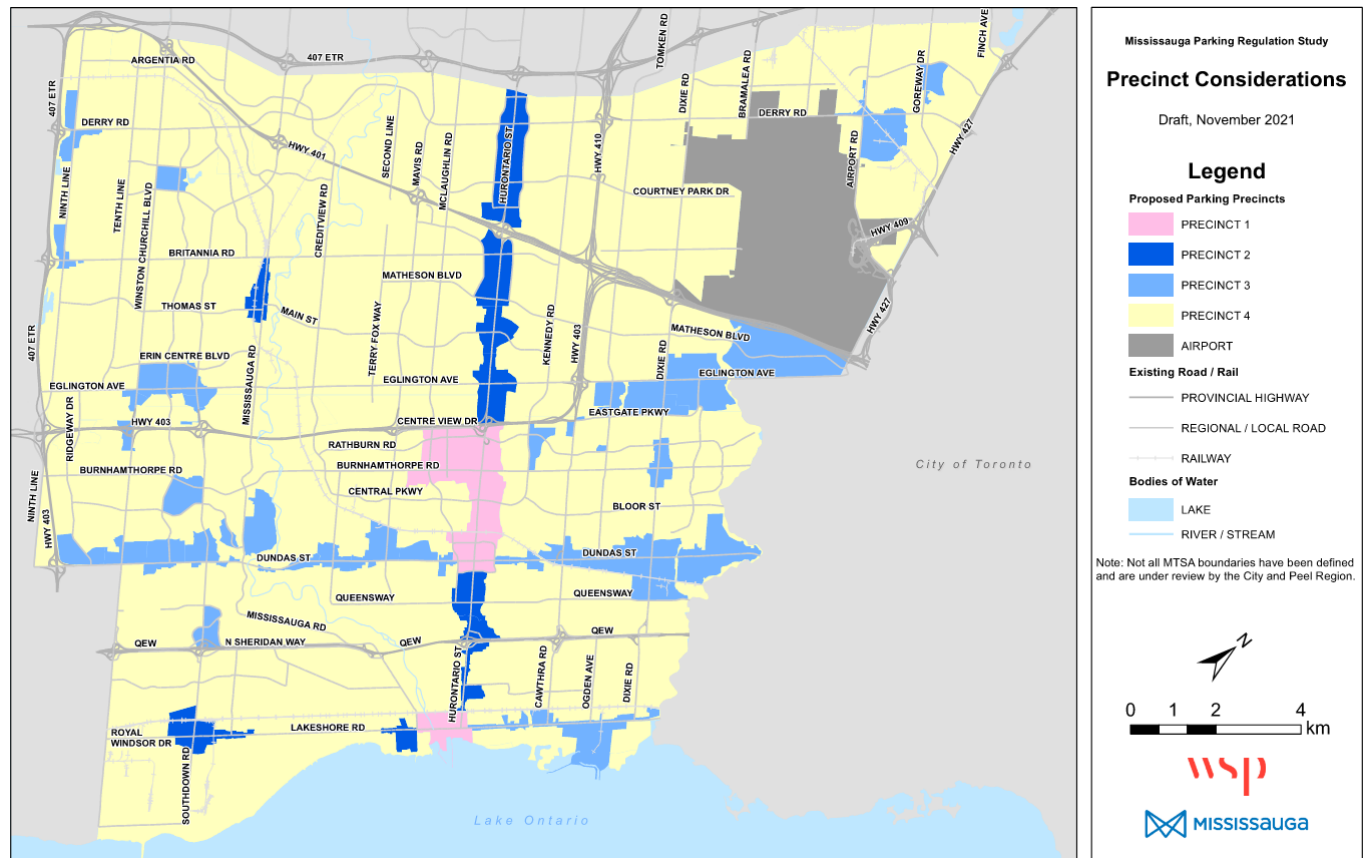 ARGENTIA RD
407 ETR
407 ETR
DERRY RD
HWY 401
SECOND LINE
MAVIS RD
MCLAUGHLIN RD
HURONTARIO ST
HWY 410
TOMKEN RD
DIXIE RD
BRAMALEA RD
DERRY RD
AIRPORT RD
GOREWAY DR
FINCH AVE
HWY 427
NINTH LINE
TENTH LINE
WINSTON CHURCHILL BLVD
CREDITVIEW RD
COURTNEY PARK DR
HWY 409
BRITANNIA RD
MATHESON BLVD
THOMAS ST
MAIN ST
TERRY FOX WAY
KENNEDY RD
HWY 403
MATHESON BLVD
HWY 427
407 ETR
ERIN CENTRE BLVD
MISSISSAUGA RD
DIXIE RD
EGLINGTON AVE
EGLINGTON AVE
EGLINGTON AVE
RIDGEWAY DR
HWY 403
CENTRE VIEW DR
EASTGATE PKWY
RATHBURN RD
BURNHAMTHORPE RD
BURNHAMTHORPE RD
CENTRAL PKWY
BLOOR ST
City of Toronto
NINTH LINE
HWY 403
DUNDAS ST
DUNDAS ST
QUEENSWAY
QUEENSWAY
MISSISSAUGA RD
QEW
N SHERIDAN WAY
QEW
QEW
HURONTARIO ST
CAWTHRA RD
OGDEN AVE
DIXIE RD
ROYAL
WINDSOR DR
LAKESHORE RD
SOUTHDOWN RD
Lake Ontario
Mississauga Parking Regulation Study
Precinct Considerations
Draft, November 2021
Legend
Proposed Parking Precincts
PRECINCT 1
PRECINCT 2
PRECINCT 3
PRECINCT 4
AIRPORT
Existing Road / Rail
PROVINCIAL HIGHWAY
REGIONAL / LOCAL ROAD
RAILWAY
Bodies of Water
LAKE
RIVER / STREAM
Note: Not all MTSA boundaries have been defined
and are under review by the City and Peel Region.
N
0 1 2 4
km
wsp
MISSISSAUGA